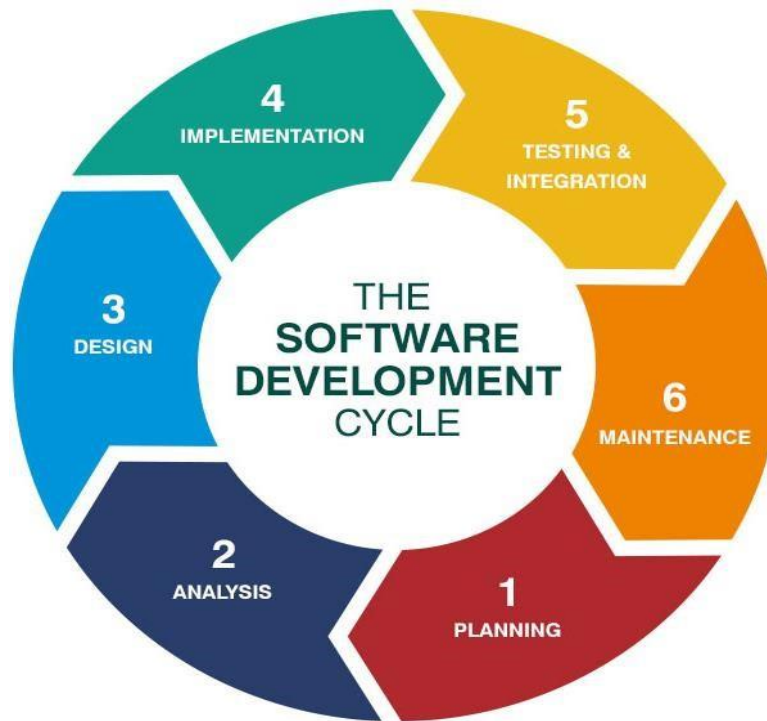 THE
SOFTWARE
DEVELOPMENT
CYCLE
1
PLANNING
2
ANALYSIS
3
DESIGN
4
IMPLEMENTATION
5
TESTING &
INTEGRATION
6
MAINTENANCE